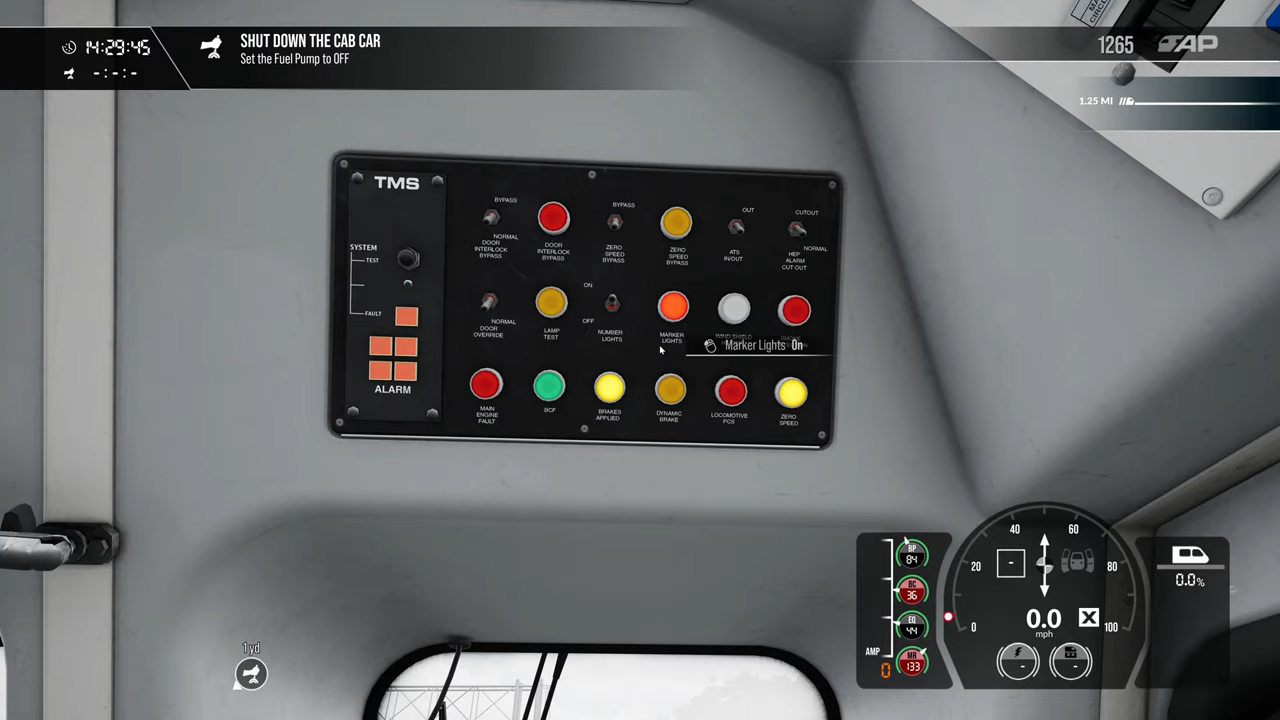 14:29:45
- : - : -
SHUT DOWN THE CAB CAR
Set the Fuel Pump to OFF
1265
AP
1.25 MI
TMS
SYSTEM
TEST
FAULT
ALARM
BYPASS
NORMAL
DOOR
INTERLOCK
BYPASS
DOOR
INTERLOCK
BYPASS
BYPASS
ZERO
SPEED
BYPASS
ZERO
SPEED
BYPASS
OUT
ATS
IN/OUT
CUTOUT
NORMAL
HEP
ALARM
CUT OUT
NORMAL
DOOR
OVERRIDE
LAMP
TEST
ON
OFF
NUMBER
LIGHTS
MARKER
LIGHTS
WIND SHIELD
Marker Lights On
MAIN
ENGINE
FAULT
BCF
BRAKES
APPLIED
DYNAMIC
BRAKE
LOCOMOTIVE
PCS
ZERO
SPEED
1 yd
BP
84
BC
36
EQ
44
MR
133
AMP
0
0
20
40
60
80
100
-
0.0
mph
X
-
-
0.0%